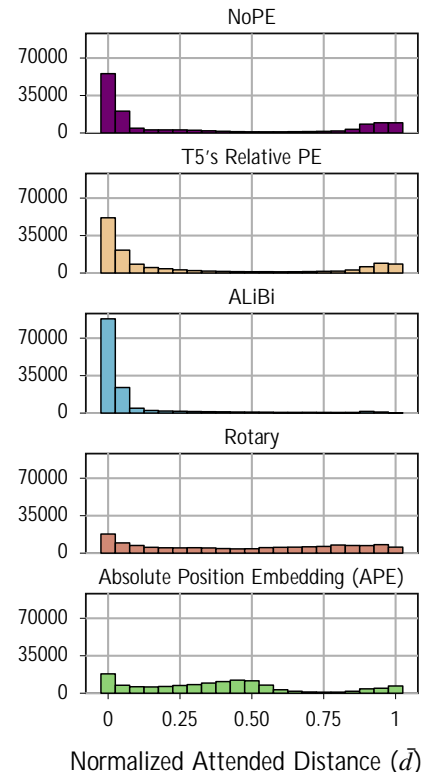 NoPE
70000
35000
0
T5's Relative PE
70000
35000
0
ALiBi
70000
35000
0
Rotary
70000
35000
0
Absolute Position Embedding (APE)
70000
35000
0
0 0.25 0.50 0.75 1
Normalized Attended Distance (d̄)